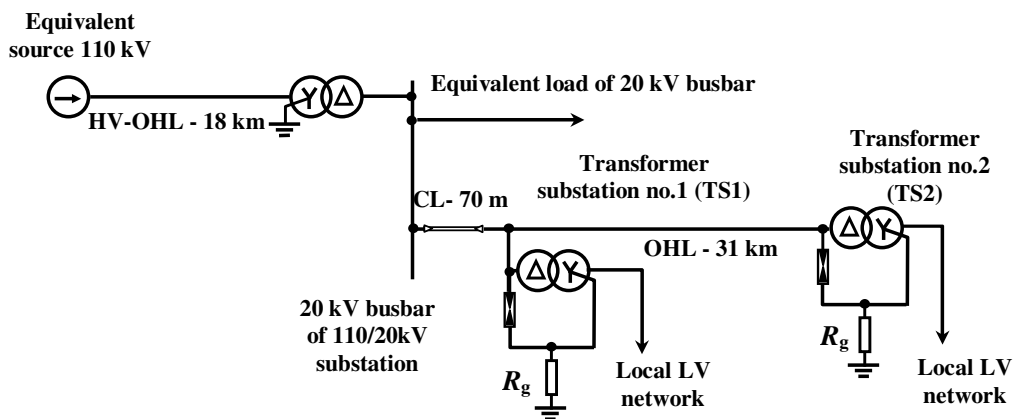 Equivalent
source 110 kV
HV-OHL - 18 km
Equivalent load of 20 kV busbar
Transformer
substation no.1 (TS1)
Transformer
substation no.2
(TS2)
CL- 70 m
OHL - 31 km
20 kV busbar
of 110/20kV
substation
Rg
Local LV
network
Rg
Local LV
network